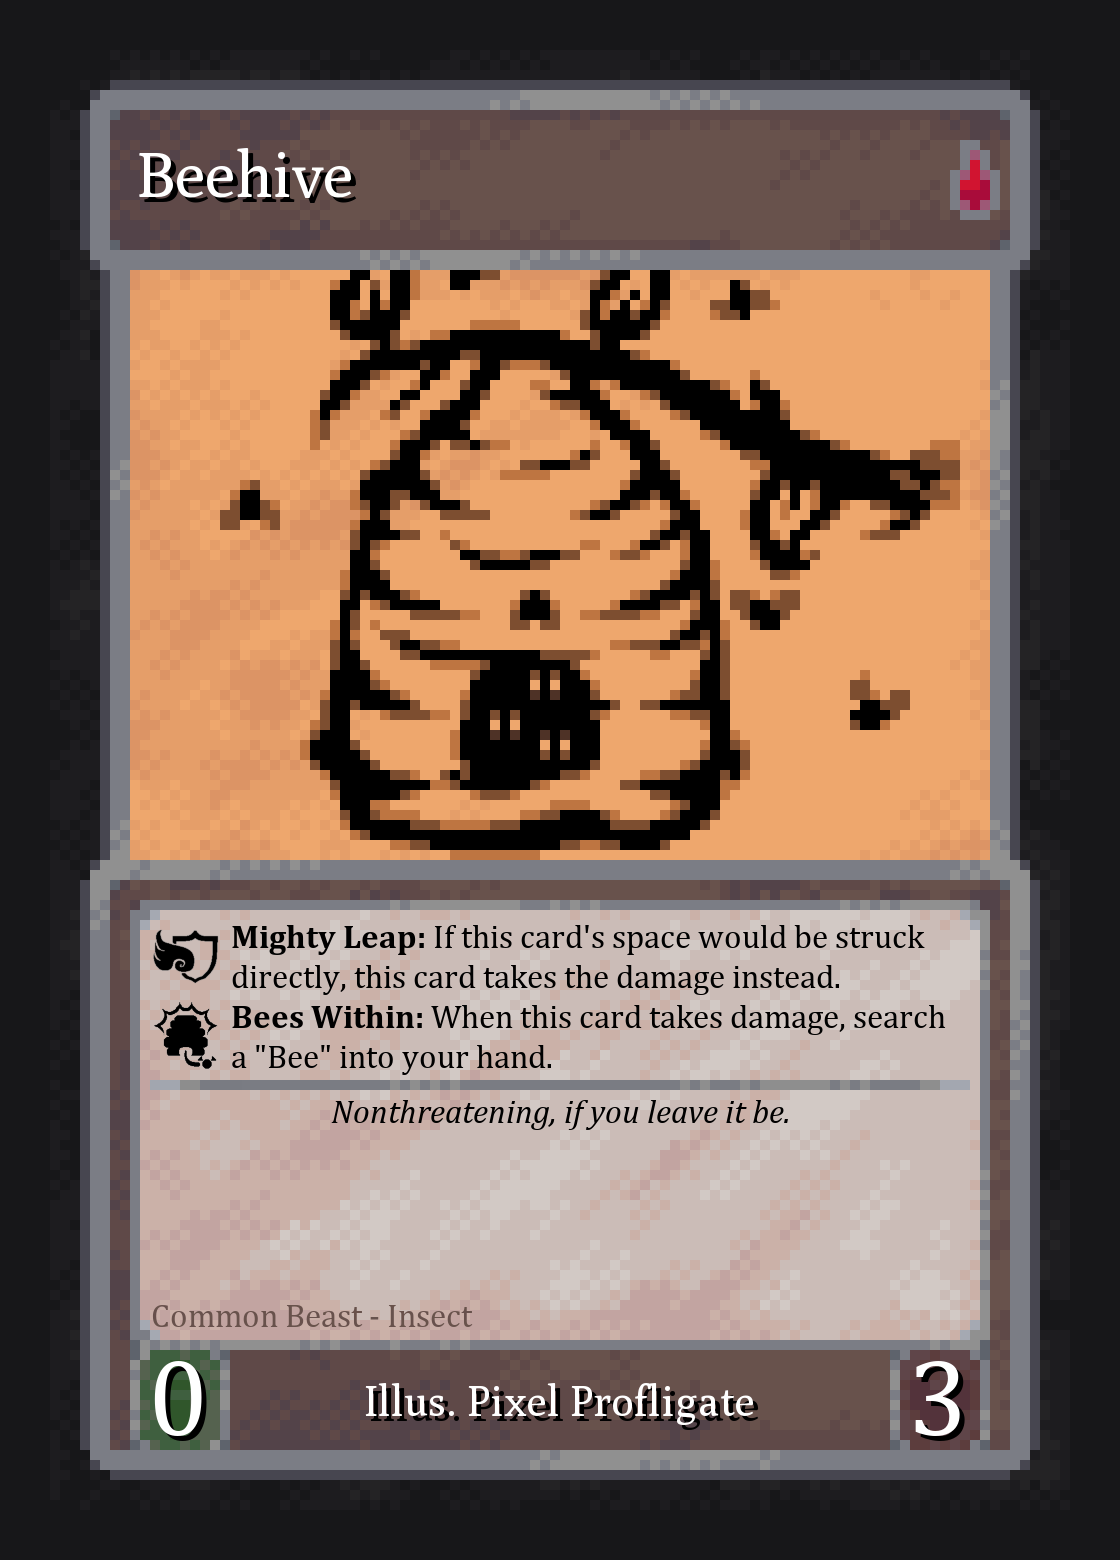 Beehive
Mighty Leap: If this card's space would be struck
directly, this card takes the damage instead.
Bees Within: When this card takes damage, search
a "Bee" into your hand.
Nonthreatening, if you leave it be.
Common Beast - Insect
0
Illus. Pixel Profligate
3